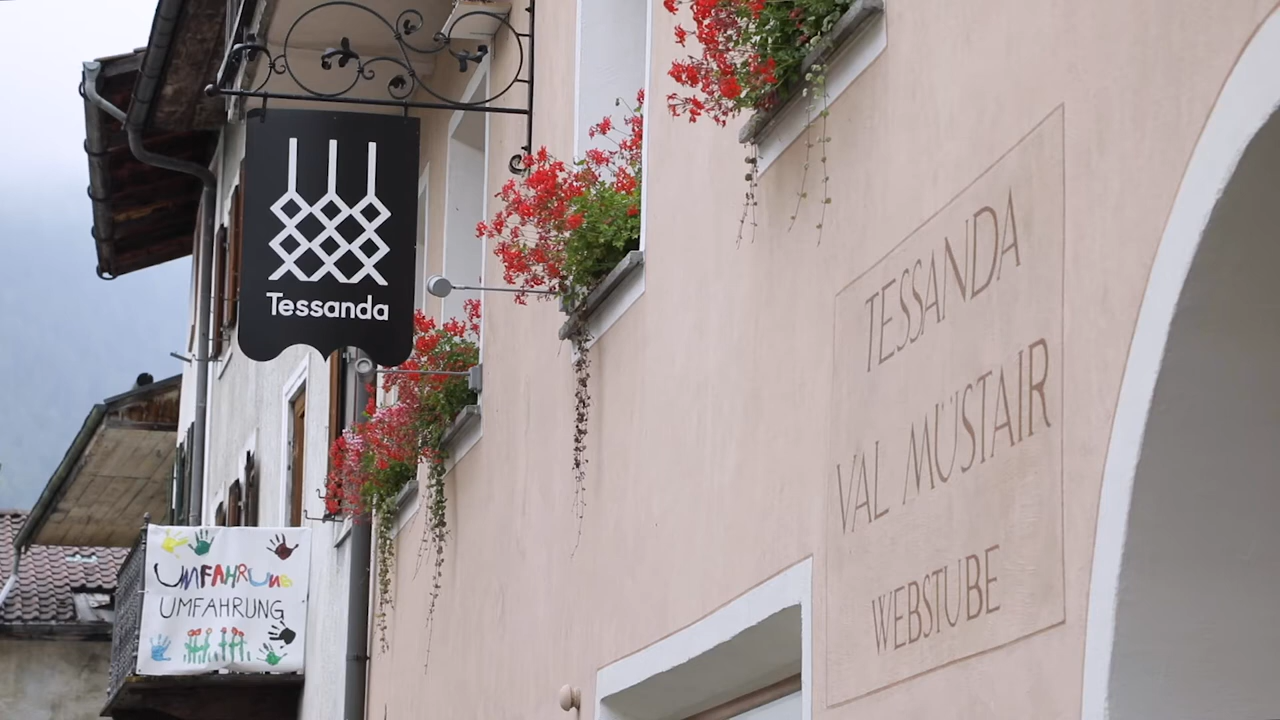 Tessanda
TESSANDA
VAL MÜSTAIR
WEBSTUBE
UMFAHRUNG
UMFAHRUNG